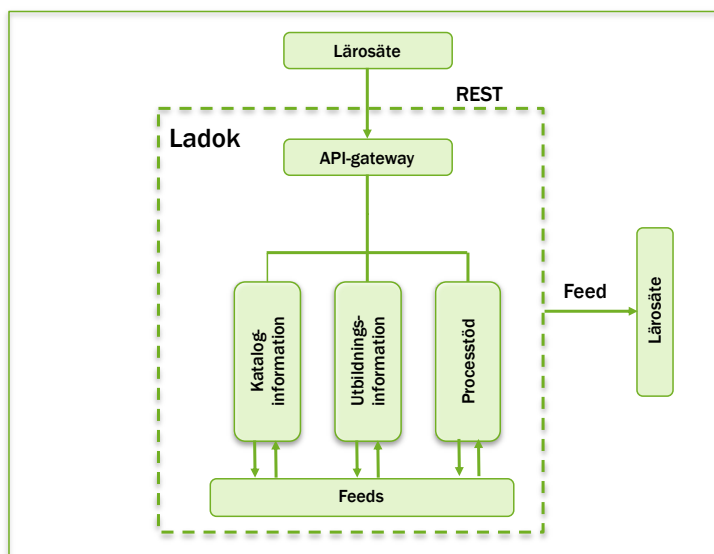 Lärosäte
REST
Ladok
API-gateway
Katalog-
information
Utbildnings-
information
Processtöd
Feed
Lärosäte
Feeds